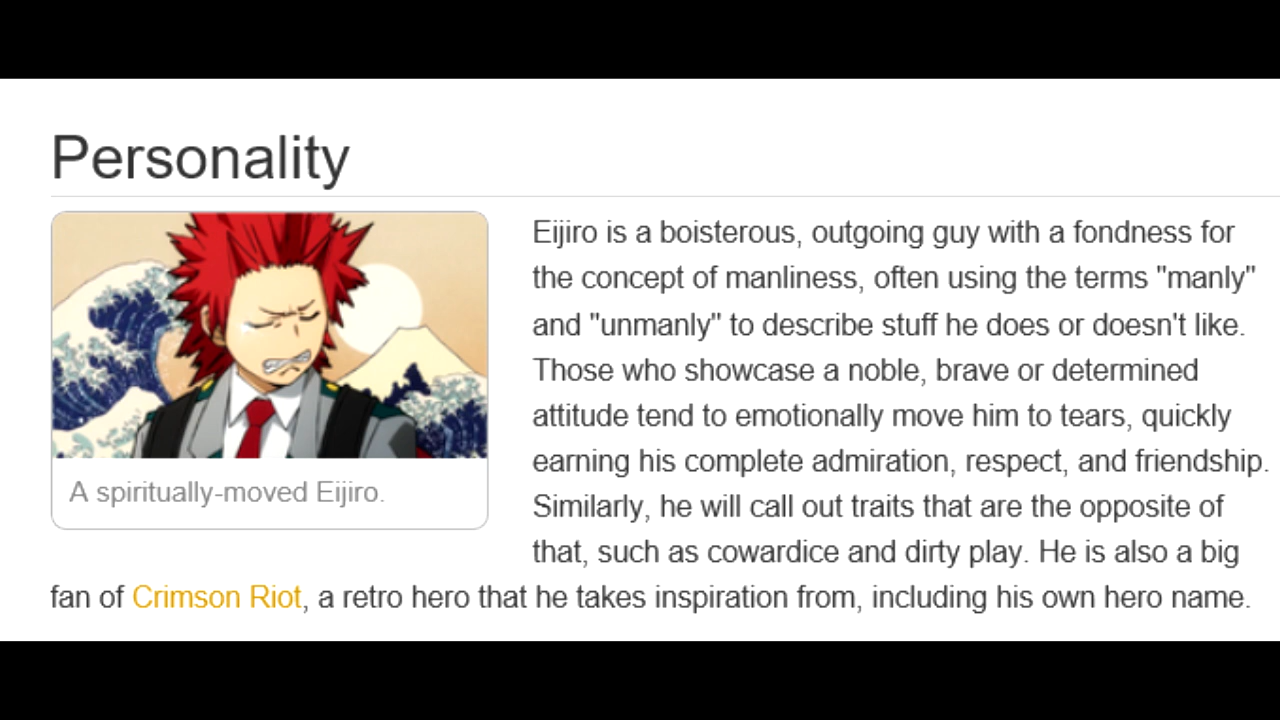 Personality
Eijiro is a boisterous, outgoing guy with a fondness for
the concept of manliness, often using the terms "manly"
and "unmanly" to describe stuff he does or doesn't like.
Those who showcase a noble, brave or determined
attitude tend to emotionally move him to tears, quickly
earning his complete admiration, respect, and friendship.
Similarly, he will call out traits that are the opposite of
that, such as cowardice and dirty play. He is also a big
fan of Crimson Riot, a retro hero that he takes inspiration from, including his own hero name.
A spiritually-moved Eijiro.